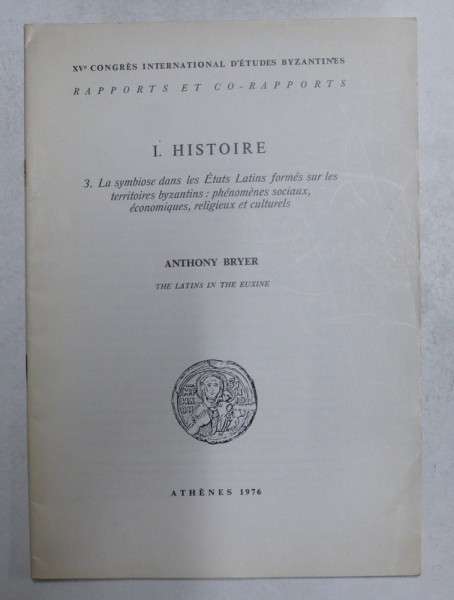 XVᵉ CONGRÈS INTERNATIONAL D'ÉTUDES BYZANTINES
RAPPORTS ET CO-RAPPORTS
I. HISTOIRE
3. La symbiose dans les États Latins formés sur les
territoires byzantins : phénomènes sociaux,
économiques, religieux et culturels
ANTHONY BRYER
THE LATINS IN THE EUXINE
ATHÈNES 1976